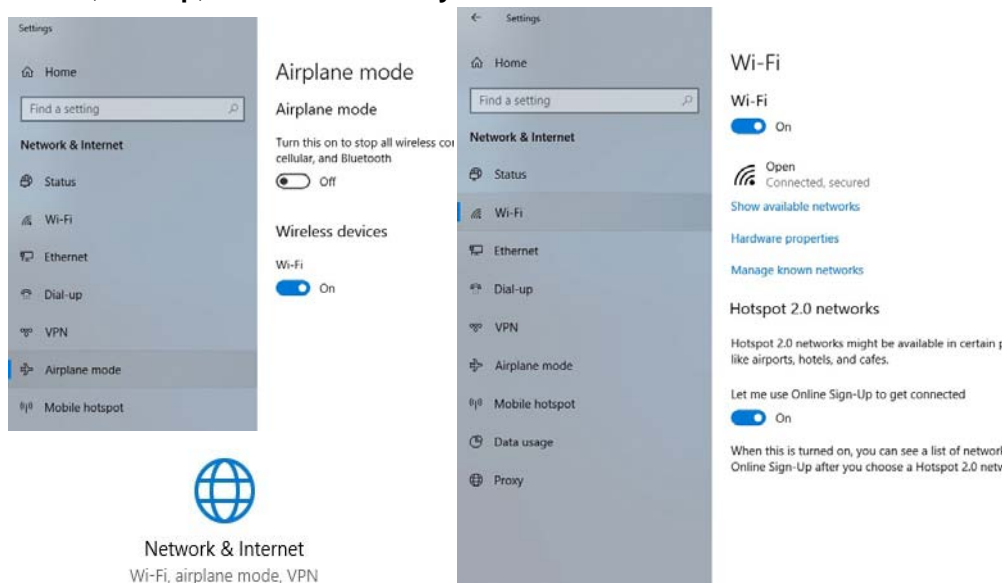 Settings
Home
Find a setting
Network & Internet
Status
Wi-Fi
Ethernet
Dial-up
VPN
Airplane mode
Mobile hotspot
Airplane mode
Airplane mode
Turn this on to stop all wireless
cellular, and Bluetooth
Off
Wireless devices
Wi-Fi
On
Network & Internet
Wi-Fi, airplane mode, VPN
Settings
Home
Find a setting
Network & Internet
Status
Wi-Fi
Ethernet
Dial-up
VPN
Airplane mode
Mobile hotspot
Data usage
Proxy
Wi-Fi
Wi-Fi
On
Open
Connected, secured
Show available networks
Hardware properties
Manage known networks
Hotspot 2.0 networks
Hotspot 2.0 networks might be available in certain
like airports, hotels, and cafes.
Let me use Online Sign-Up to get connected
On
When this is turned on, you can see a list of
Online Sign-Up after you choose a Hotspot 2.0